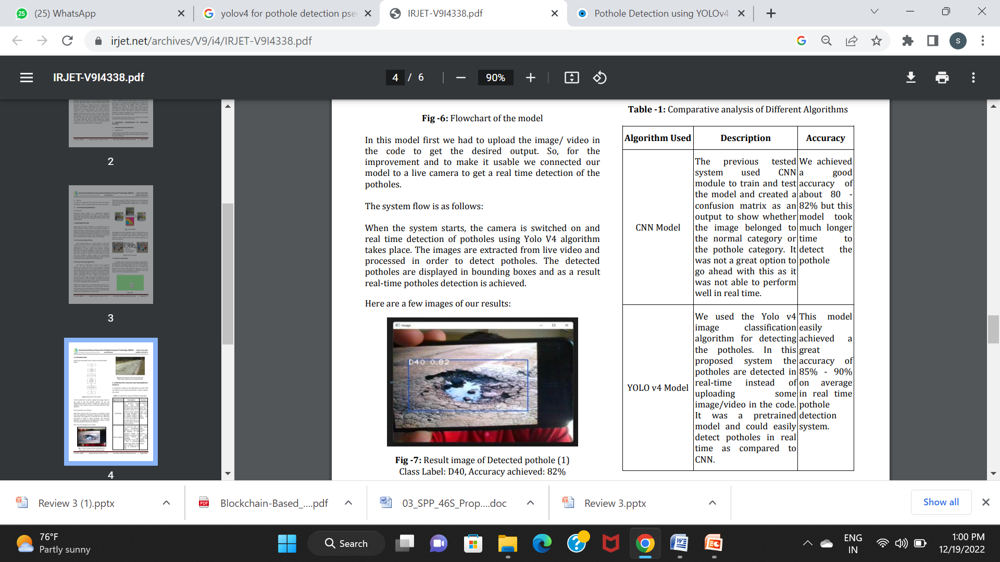 25
(25) WhatsApp
yolov4 for pothole detection pse
IRJET-V9I4338.pdf
Pothole Detection using YOLOv4
irjet.net/archives/V9/i4/IRJET-V9I4338.pdf
S
IRJET-V9I4338.pdf
4 / 6
90%
2
3
4
Fig -6: Flowchart of the model
In this model first we had to upload the image/ video in
the code to get the desired output. So, for the
improvement and to make it usable we connected our
model to a live camera to get a real time detection of the
potholes.
The system flow is as follows:
When the system starts, the camera is switched on and
real time detection of potholes using Yolo V4 algorithm
takes place. The images are extracted from live video and
processed in order to detect potholes. The detected
potholes are displayed in bounding boxes and as a result
real-time potholes detection is achieved.
Here are a few images of our results:
image
D40 0.82
Fig -7: Result image of Detected pothole (1)
Class Label: D40, Accuracy achieved: 82%
Table -1: Comparative analysis of Different Algorithms
Algorithm Used
Description
Accuracy
CNN Model
The previous tested
system used CNN
module to train and test
the model and created a
confusion matrix as an
output to show whether
the image belonged to
the normal category or
the pothole category. It
was not a great option to
go ahead with this as it
was not able to perform
well in real time.
We achieved
a good
accuracy of
about 80 -
82% but this
model took
much longer
time to
detect the
pothole
YOLO v4 Model
We used the Yolo v4
image classification
algorithm for detecting
the potholes. In this
proposed system the
potholes are detected in
real-time instead of
uploading some
image/video in the code.
It was a pretrained
model and could easily
detect potholes in real
time as compared to
CNN.
This model
easily
achieved a
great
accuracy of
85% - 90%
on average
in real time
pothole
detection
system.
Review 3 (1).pptx
PDF
Blockchain-Based_....pdf
03_SPP_46S_Prop....doc
Review 3.pptx
Show all
76°F
Partly sunny
Search
ENG
IN
1:00 PM
12/19/2022